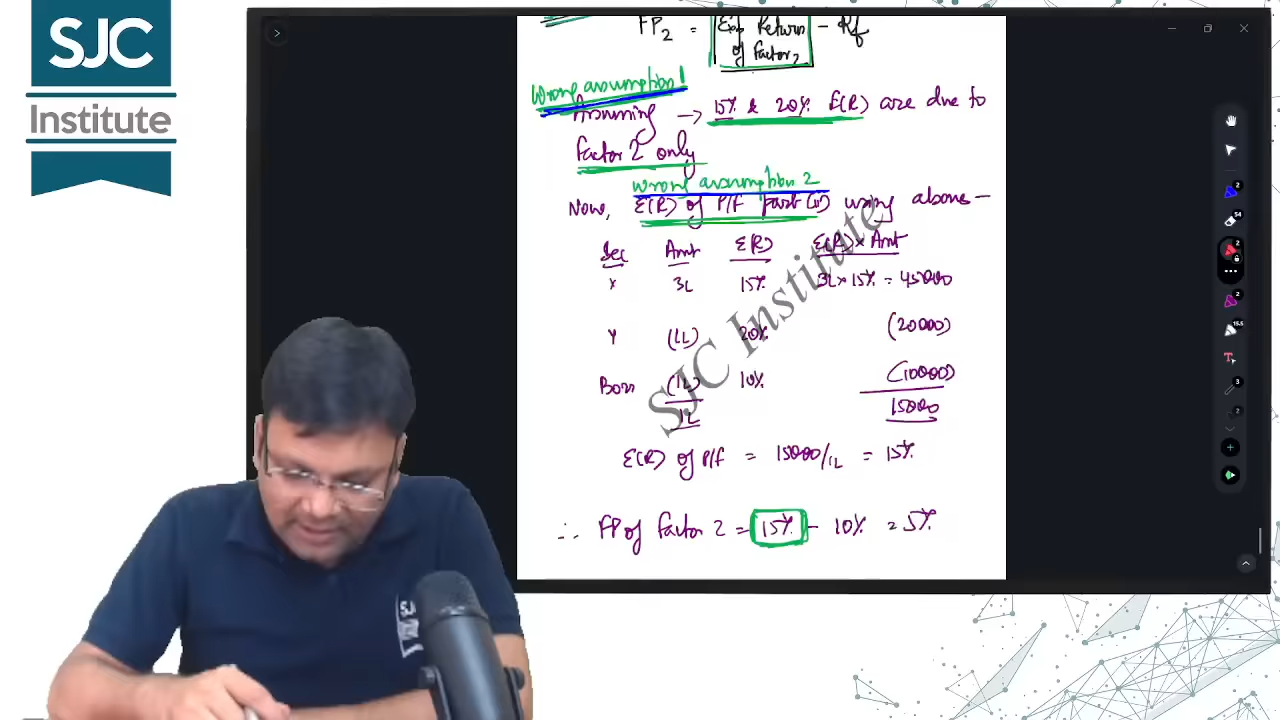 SJC
Institute
FP2 = Exp Return of Factor2 - Rf
Wrong assumption 1
Assuming → 15% & 20% E(R) are due to
factor 2 only
Wrong assumption 2
Now, E(R) of P/f part (ii) using above -
Sec Amt E(R) E(R) × Amt
X 3L 15% 3L × 15% = 45000
Y (1L) 20% (20000)
Borr (1L) 10% (10000)
1L 15000
E(R) of P/f = 15000/1L = 15%
∴ FP of factor 2 = 15% - 10% = 5%
SJC Institute
SJC